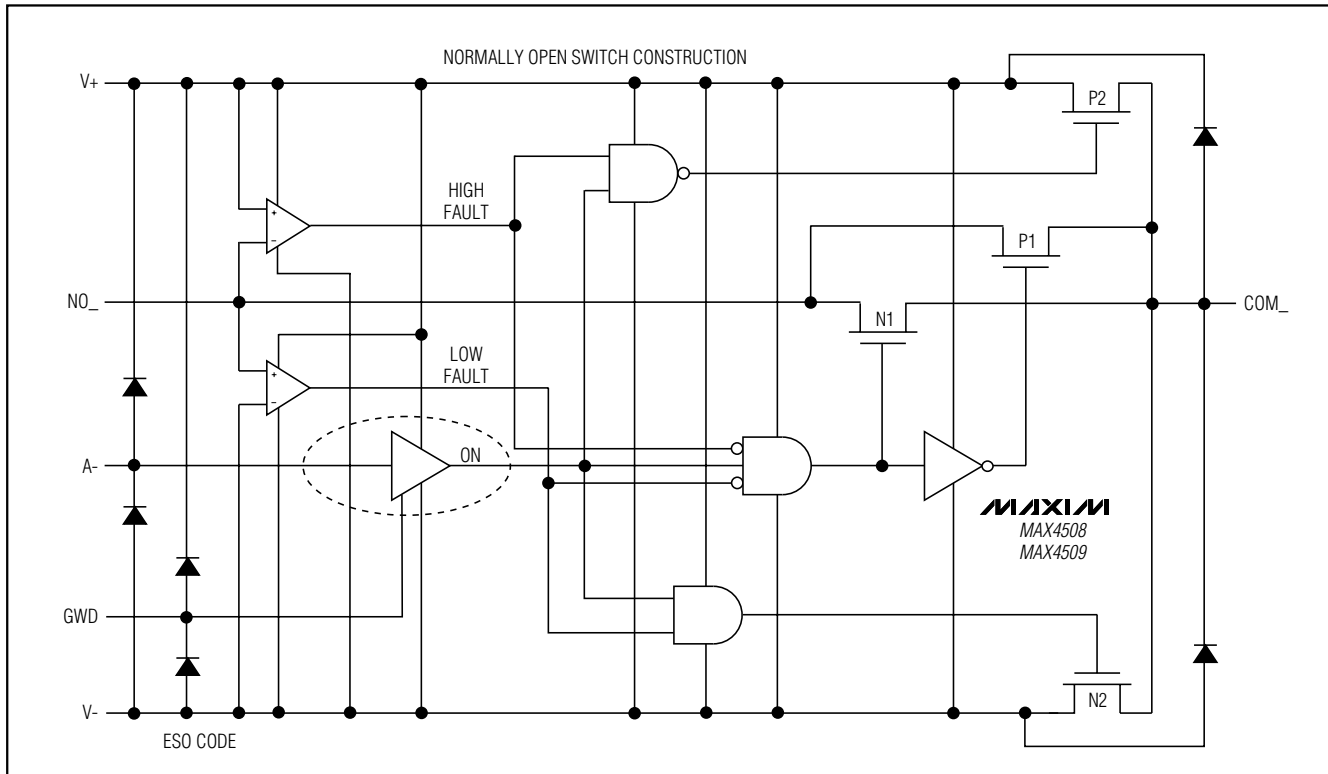 NORMALLY OPEN SWITCH CONSTRUCTION
V+
P2
+
−
HIGH
FAULT
P1
NO_
COM_
N1
+
−
LOW
FAULT
A-
ON
MAXIM
MAX4508
MAX4509
GWD
N2
V-
ESO CODE